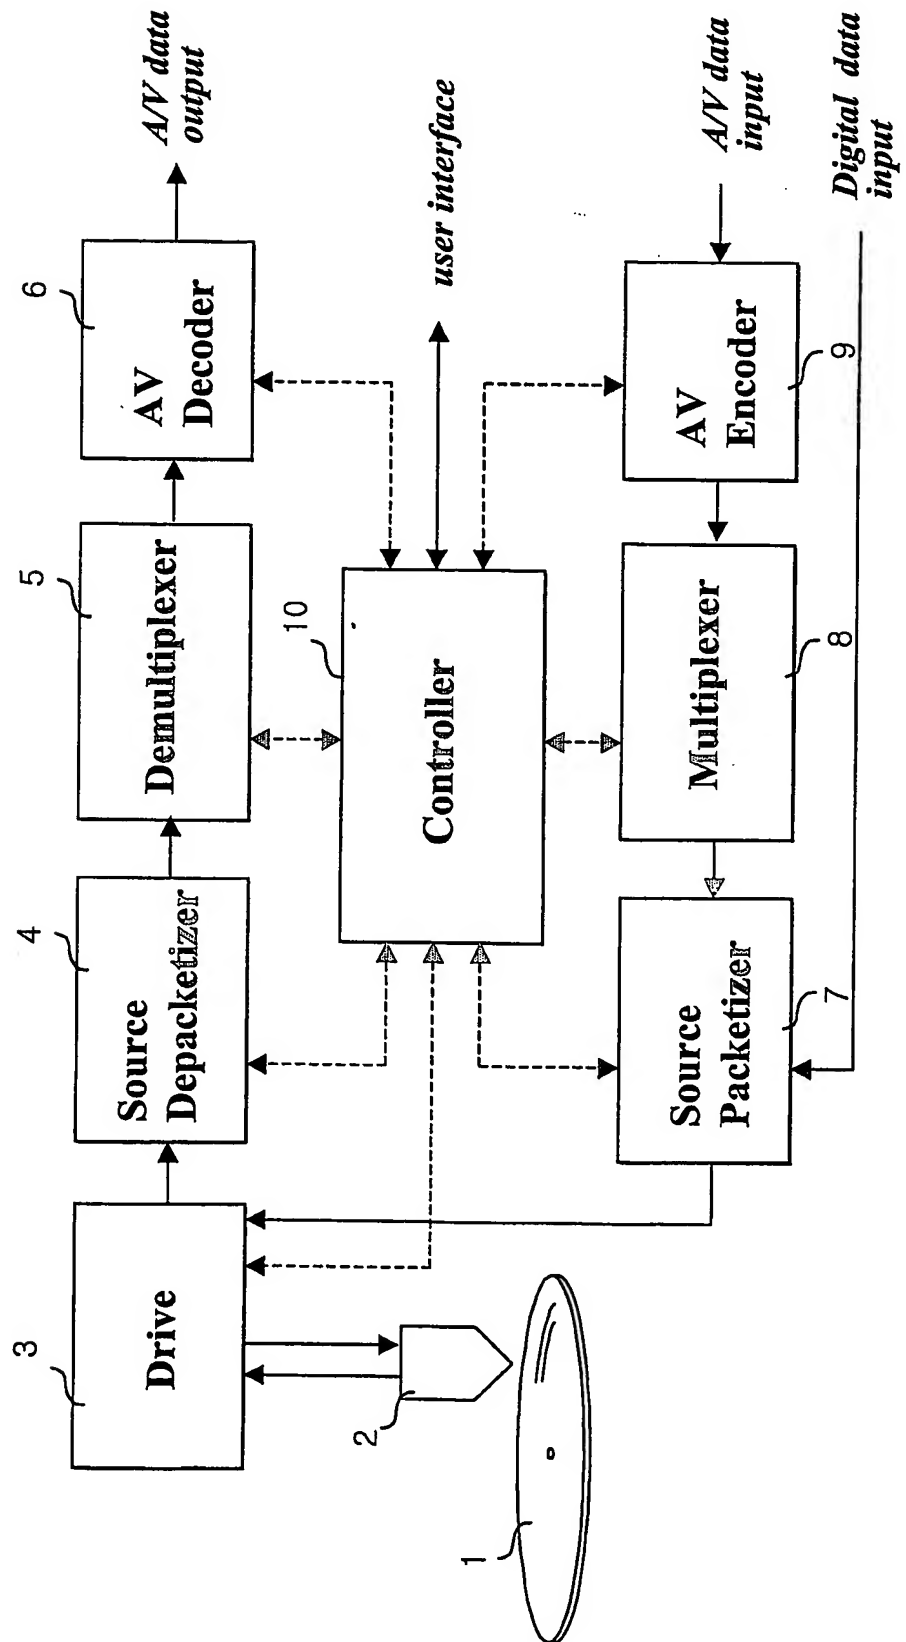 3
Drive
4
Source
Depacketizer
5
Demultiplexer
6
AV
Decoder
A/V data
output
2
1
10
Controller
user interface
Source
Packetizer
7
Multiplexer
8
AV
Encoder
9
A/V data
input
Digital data
input